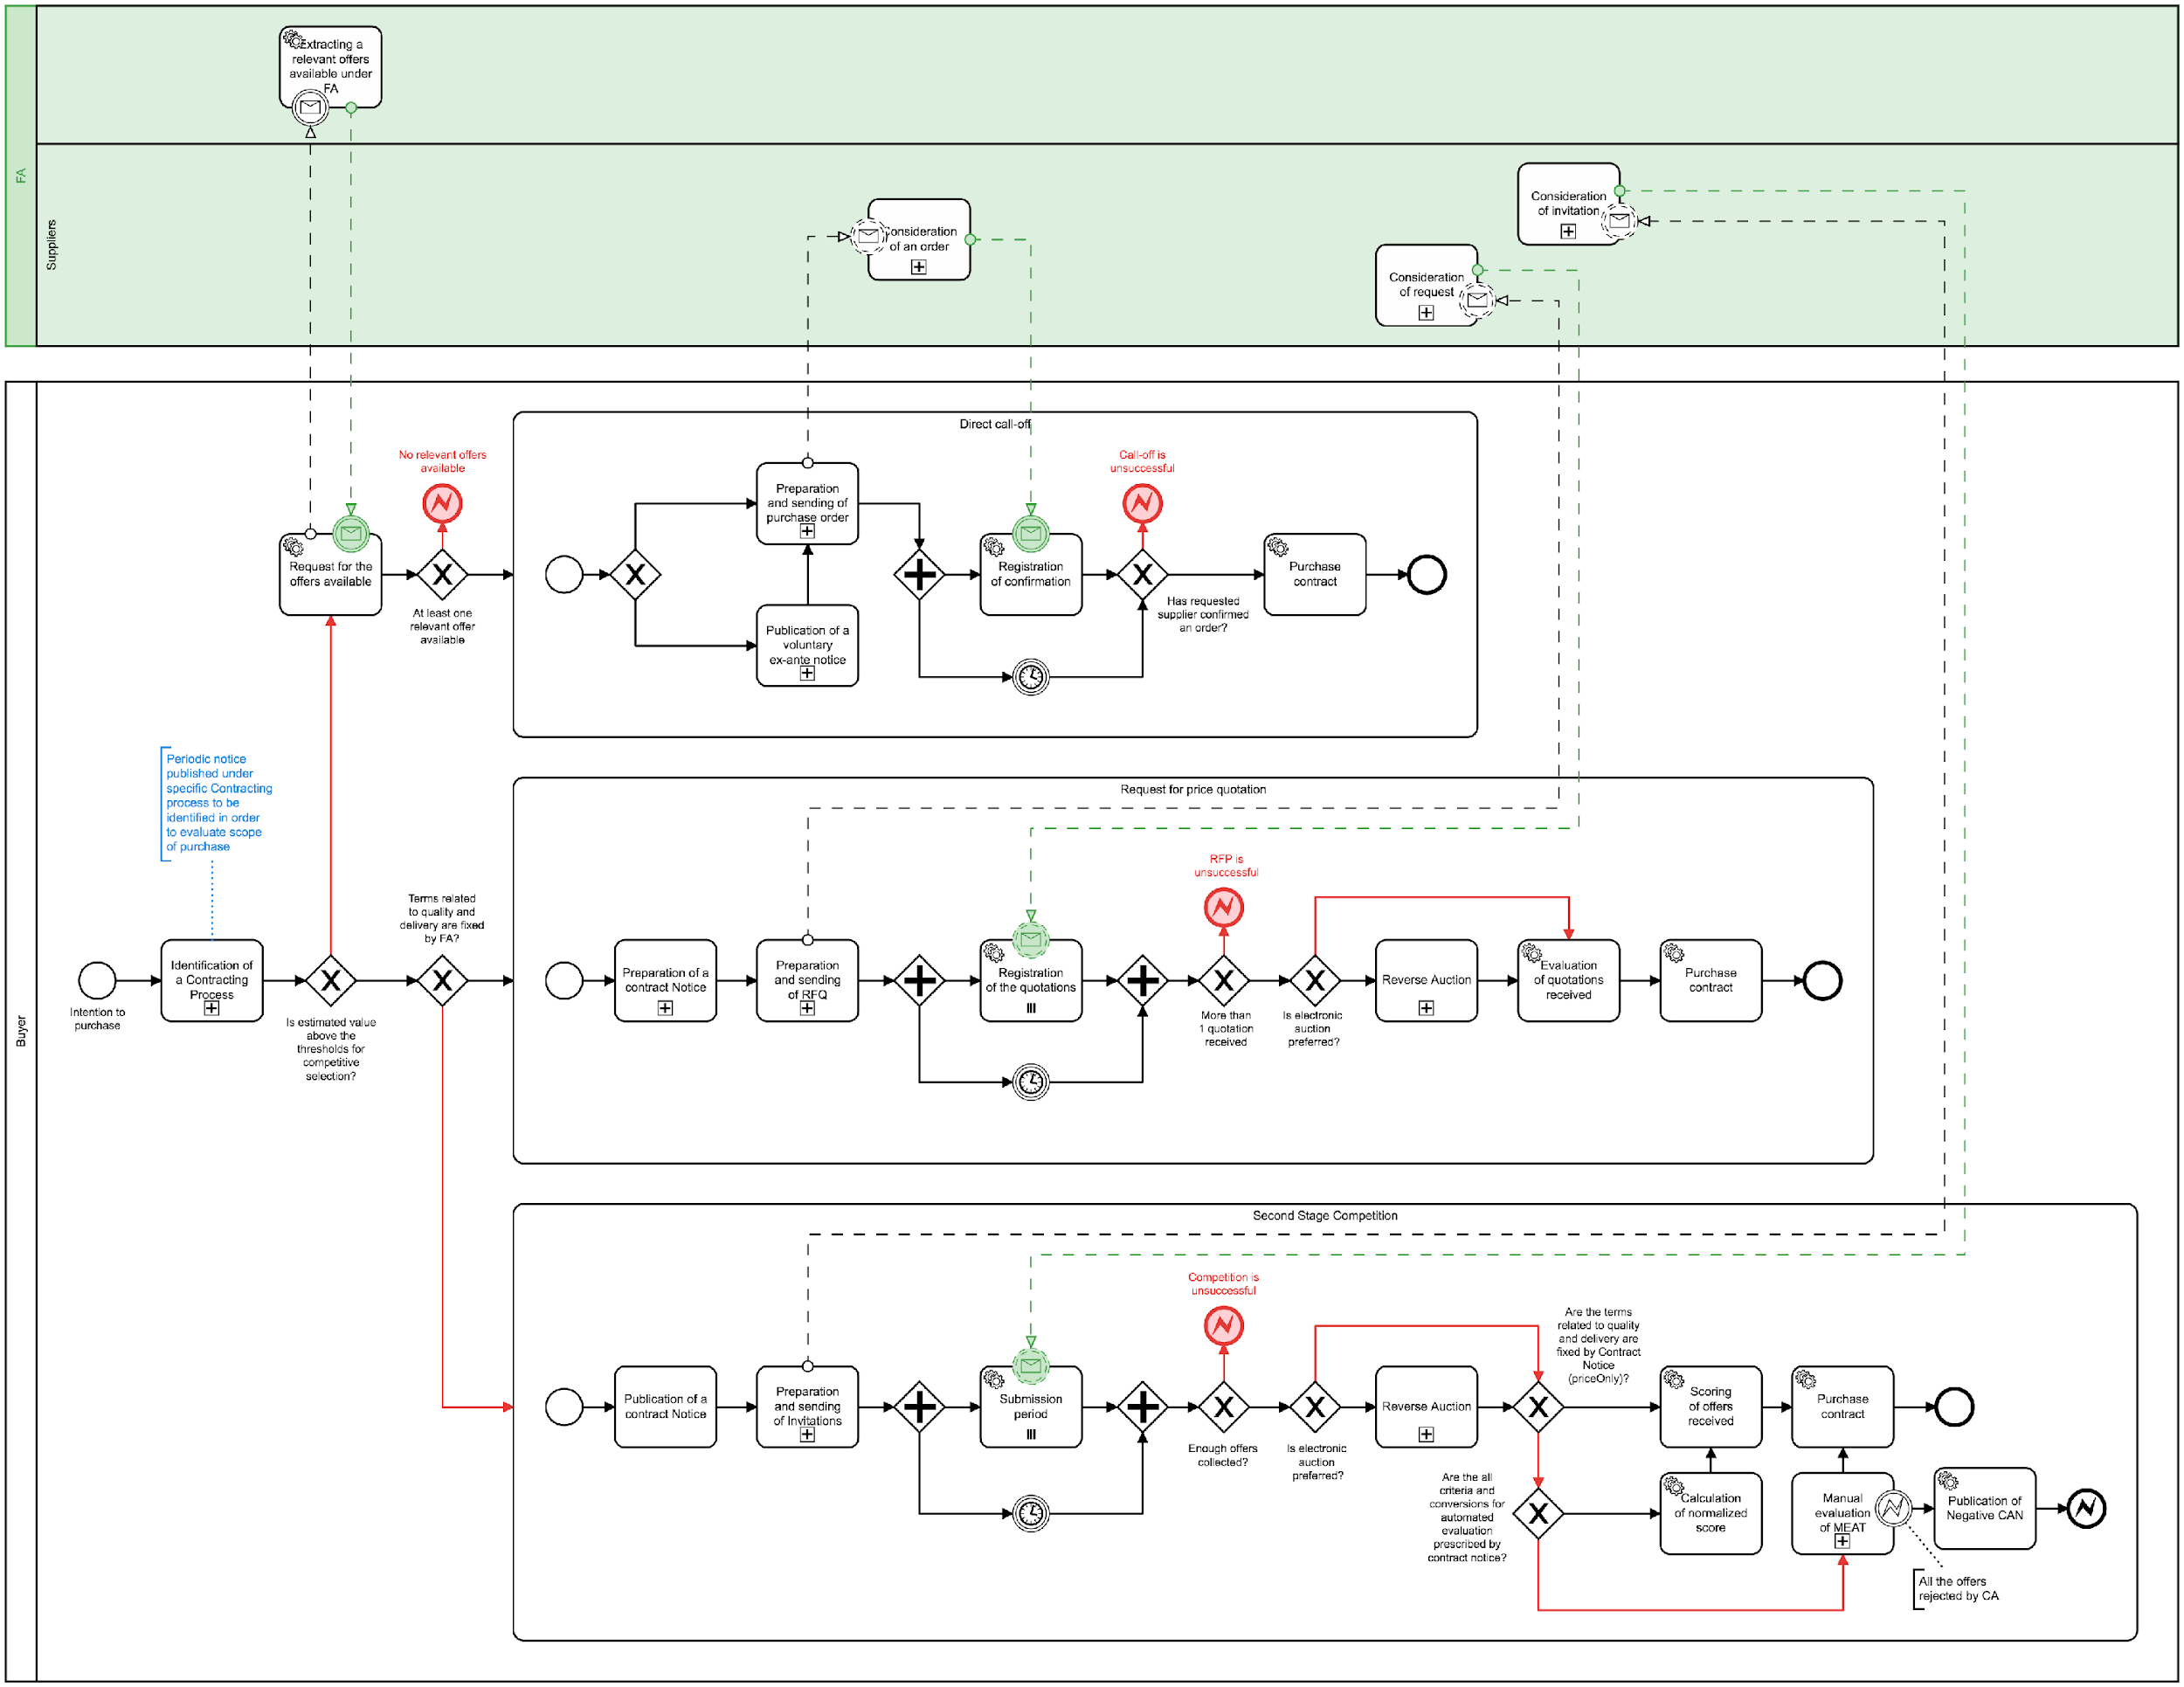 FA
Extracting a
relevant offers
available under
FA
Suppliers
Consideration
of invitation
onsideration
of an order
Consideration
of request
Buyer
Direct call-off
No relevant offers
available
Call-off is
unsuccessful
Preparation
and sending of
purchase order
Request for the
offers available
Registration
of confirmation
Purchase
contract
At least one
relevant offer
available
Has requested
supplier confirmed
an order?
Publication of a
voluntary
ex-ante notice
Periodic notice
published under
specific Contracting
process to be
identified in order
to evaluate scope
of purchase
Request for price quotation
RFP is
unsuccessful
Terms related
to quality and
delivery are fixed
by FA?
Identification of
a Contracting
Process
Preparation of a
contract Notice
Preparation
and sending
of RFQ
Registration
of the quotations
Reverse Auction
Evaluation
of quotations
received
Purchase
contract
Intention to
purchase
Is estimated value
above the
thresholds for
competitive
selection?
More than
1 quotation
received
Is electronic
auction
preferred?
Second Stage Competition
Competition is
unsuccessful
Are the terms
related to quality
and delivery are
fixed by Contract
Notice
(priceOnly)?
Publication of a
contract Notice
Preparation
and sending
of Invitations
Submission
period
Reverse Auction
Scoring
of offers
received
Purchase
contract
Enough offers
collected?
Is electronic
auction
preferred?
Are the all
criteria and
conversions for
automated
evaluation
prescribed by
contract notice?
Calculation
of normalized
score
Manual
evaluation
of MEAT
Publication of
Negative CAN
All the offers
rejected by CA